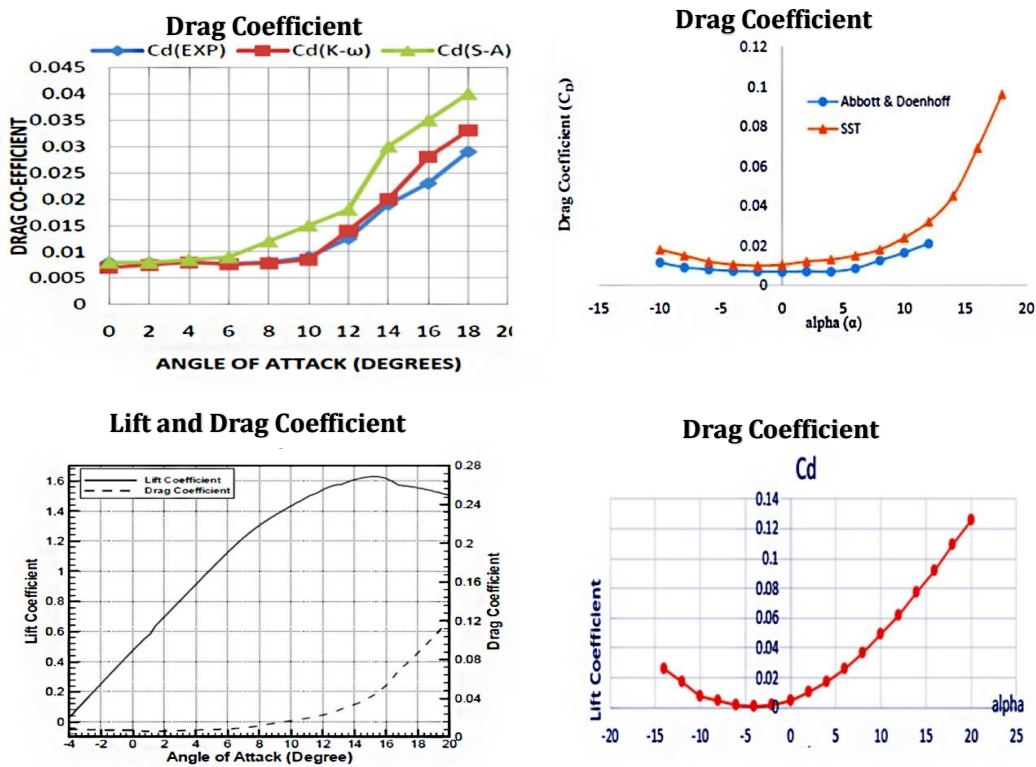 Drag Coefficient
Cd(EXP) Cd(K-ω) Cd(S-A)
0.045
0.04
0.035
0.03
0.025
0.02
0.015
0.01
0.005
0
DRAG CO-EFFICIENT
0 2 4 6 8 10 12 14 16 18
ANGLE OF ATTACK (DEGREES)
Drag Coefficient
0.12
0.1
0.08
0.06
0.04
0.02
0
Drag Coefficient (CD)
Abbott & Doenhoff
SST
-15 -10 -5 0 5 10 15 20
alpha (α)
Lift and Drag Coefficient
Lift Coefficient
Drag Coefficient
1.6
1.4
1.2
1
0.8
0.6
0.4
0.2
0
Lift Coefficient
0.28
0.24
0.2
0.16
0.12
0.08
0.04
0
Drag Coefficient
-4 -2 0 2 4 6 8 10 12 14 16 18 20
Angle of Attack (Degree)
Drag Coefficient
Cd
0.14
0.12
0.1
0.08
0.06
0.04
0.02
0
Lift Coefficient
alpha
-20 -15 -10 -5 0 5 10 15 20 25